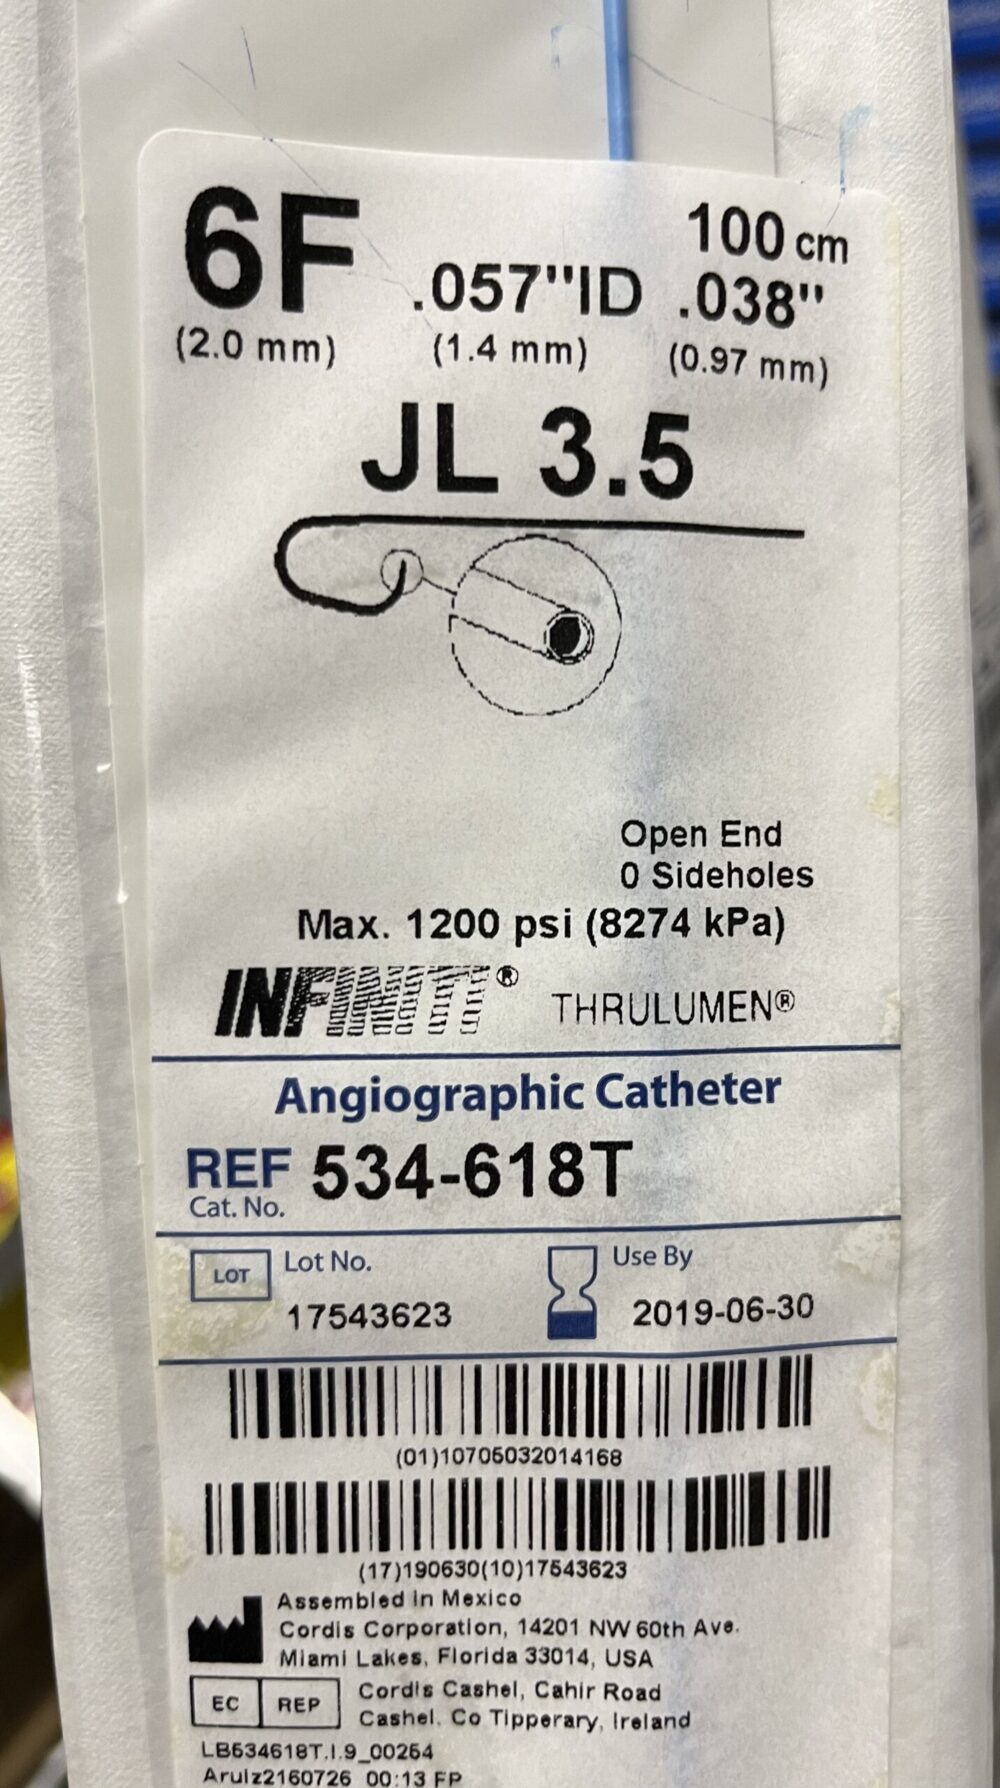 6F .057"ID 100 cm
.038"
(2.0 mm) (1.4 mm) (0.97 mm)
JL 3.5
Open End
0 Sideholes
Max. 1200 psi (8274 kPa)
INFINITI® THRULUMEN®
Angiographic Catheter
REF 534-618T
Cat. No.
LOT Lot No. Use By
17543623 2019-06-30
(01)10705032014168
(17)190630(10)17543623
Assembled in Mexico
Cordis Corporation, 14201 NW 60th Ave.
Miami Lakes, Florida 33014, USA
EC REP Cordis Cashel, Cahir Road
Cashel, Co Tipperary, Ireland
LB534618T.I.9_00254
Aruiz2160726 00:13 FP